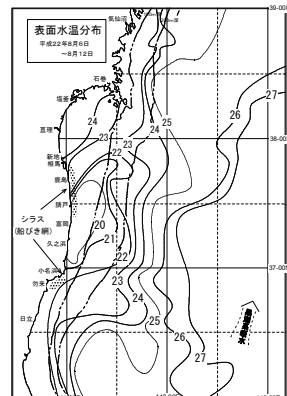 表面水温分布
平成22年8月6日
～8月12日
気仙沼
石巻
塩釜
亘理
新地
相馬
鹿島
請戸
富岡
久之浜
小名浜
勿来
日立
シラス
(船びき網)
39-00N
38-00N
37-00N
24
23
22
23
24
25
26
27
20
21
22
23
24
25
26
27